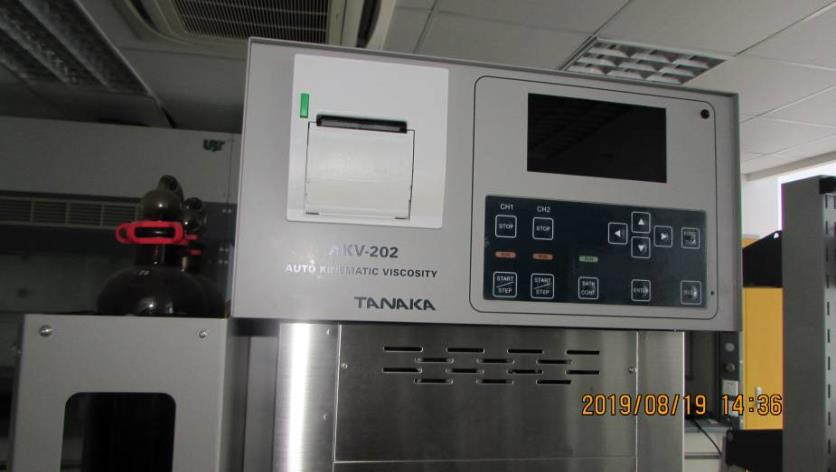 AKV-202
AUTO KINEMATIC VISCOSITY
TANAKA
CH1
CH2
STOP
STOP
START/
STEP
START/
STEP
BATH
CONT
ENTER
2019/08/19 14:36